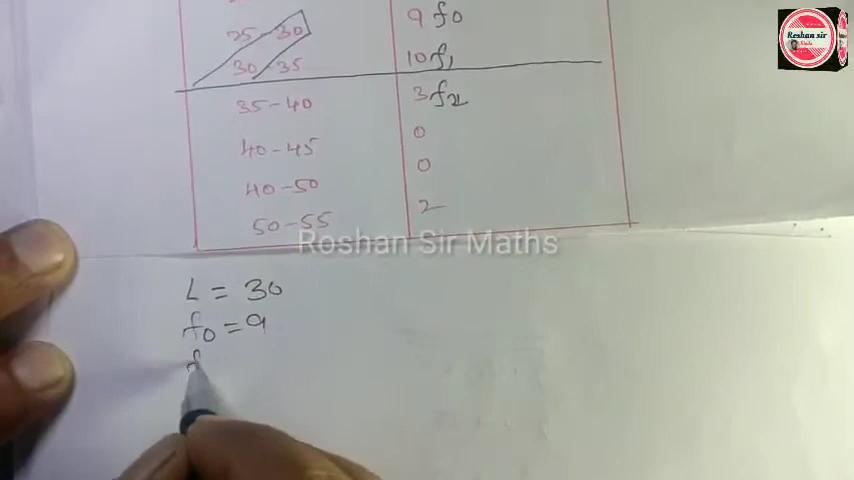 25-30 9 f0
30 35 10 f1
35-40 3 f2
40-45 0
40-50 0
50-55 2
Roshan Sir Maths
L = 30
f0 = 9
f
Roshan sir